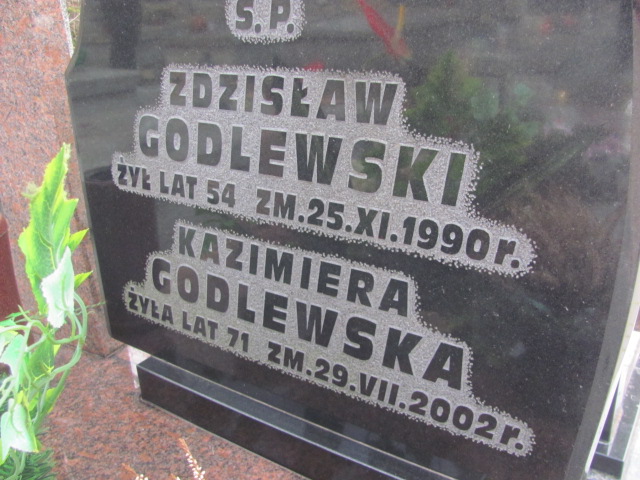 Ś.P.
ZDZISŁAW
GODLEWSKI
ŻYŁ LAT 54 ZM.25.XI.1990r.
KAZIMIERA
GODLEWSKA
ŻYŁA LAT 71 ZM.29.VII.2002r.